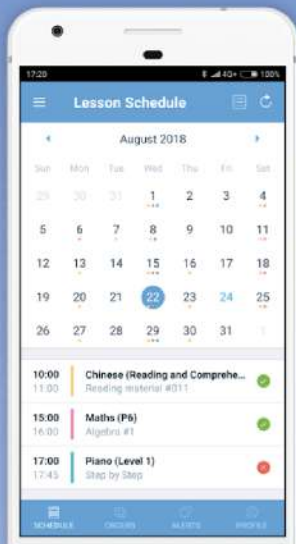 17:20 4G+ 100%
Lesson Schedule
August 2018
Sun Mon Tue Wed Thu Fri Sat
29 30 31 1 2 3 4
5 6 7 8 9 10 11
12 13 14 15 16 17 18
19 20 21 22 23 24 25
26 27 28 29 30 31 1
10:00 Chinese (Reading and Comprehe...
11:00 Reading material #011
15:00 Maths (P6)
16:00 Algebra #1
17:00 Piano (Level 1)
17:45 Step by Step
SCHEDULE ORDERS ALERTS PROFILE